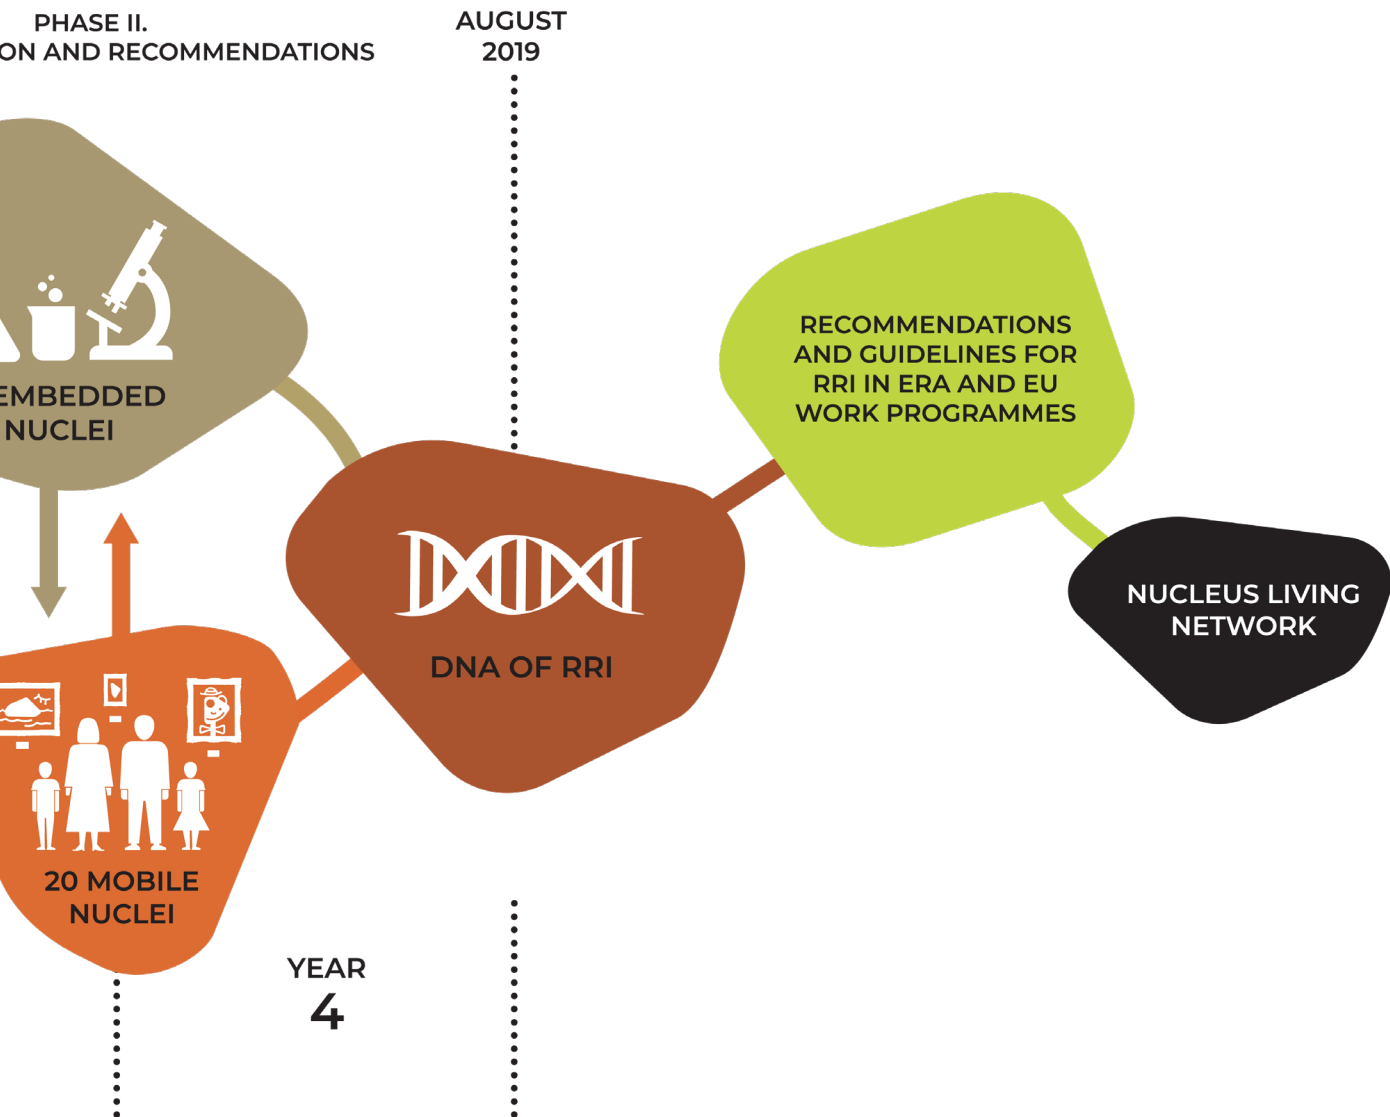 PHASE II.
ON AND RECOMMENDATIONS
AUGUST
2019
EMBEDDED
NUCLEI
RECOMMENDATIONS
AND GUIDELINES FOR
RRI IN ERA AND EU
WORK PROGRAMMES
NUCLEUS LIVING
NETWORK
DNA OF RRI
20 MOBILE
NUCLEI
YEAR
4